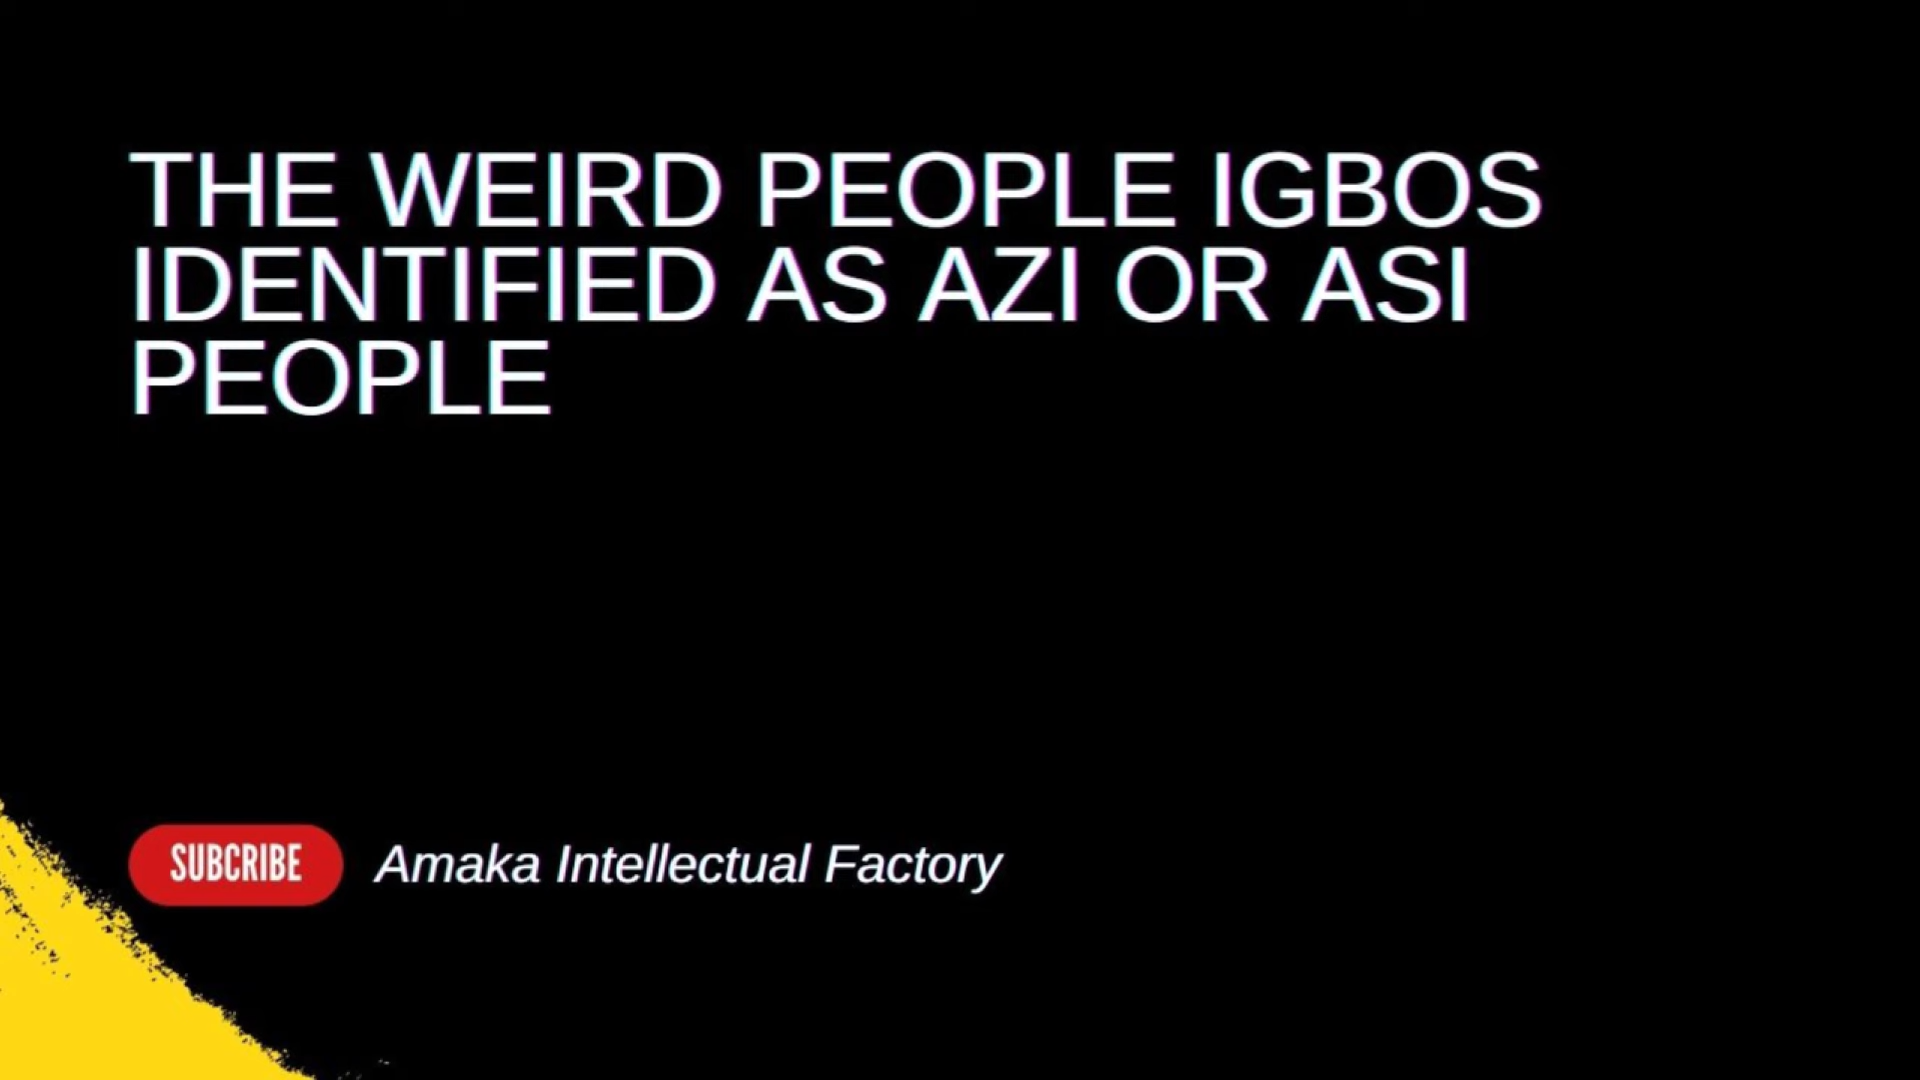 THE WEIRD PEOPLE IGBOS
IDENTIFIED AS AZI OR ASI
PEOPLE
SUBCRIBE
Amaka Intellectual Factory